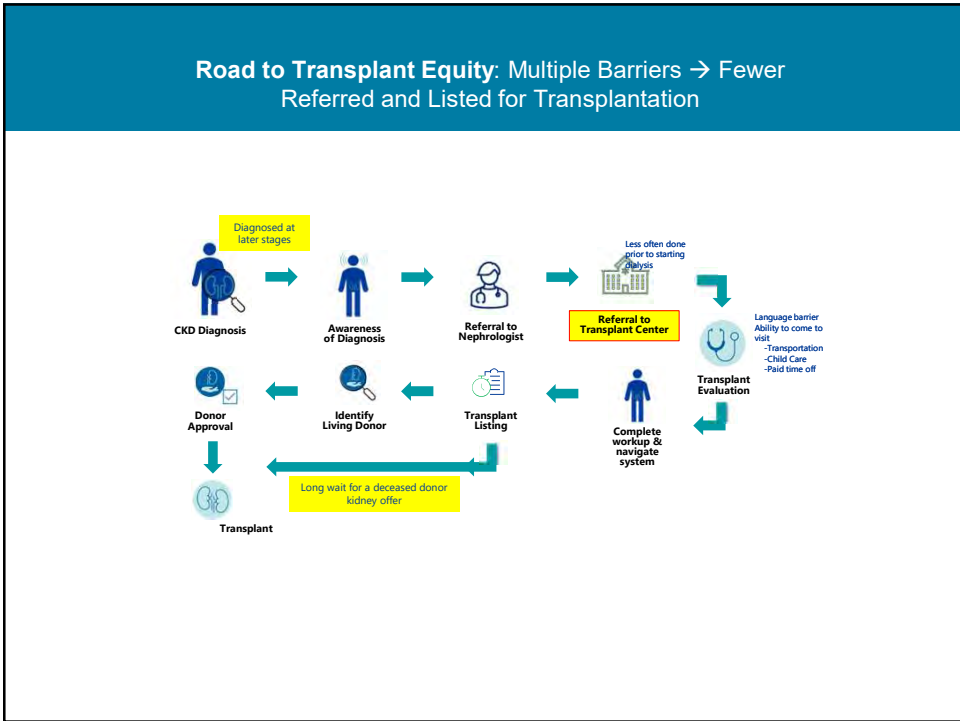 Road to Transplant Equity: Multiple Barriers → Fewer
Referred and Listed for Transplantation
Diagnosed at
later stages
CKD Diagnosis
Awareness
of Diagnosis
Referral to
Nephrologist
Less often done
prior to starting
dialysis
Referral to
Transplant Center
Language barrier
Ability to come to
visit
-Transportation
-Child Care
-Paid time off
Transplant
Evaluation
Complete
workup &
navigate
system
Transplant
Listing
Identify
Living Donor
Donor
Approval
Long wait for a deceased donor
kidney offer
Transplant